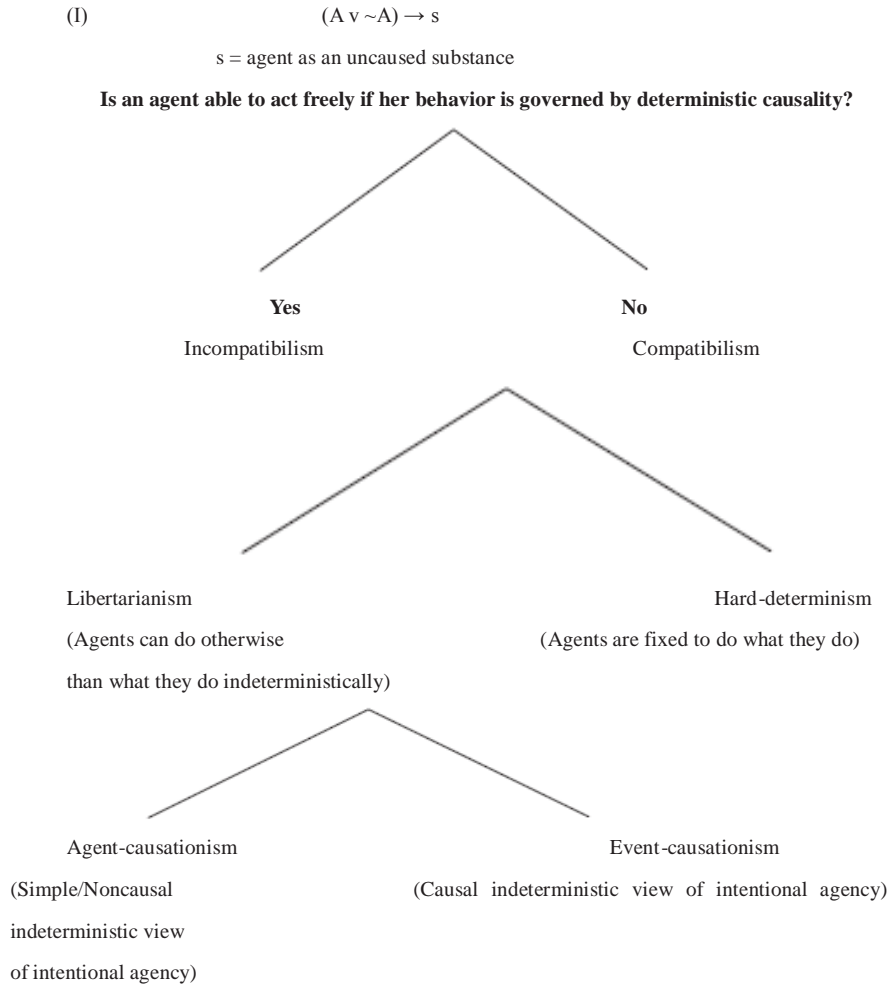 (I) (A v ~A) → s
s = agent as an uncaused substance
Is an agent able to act freely if her behavior is governed by deterministic causality?
Yes No
Incompatibilism Compatibilism
Libertarianism Hard-determinism
(Agents can do otherwise (Agents are fixed to do what they do)
than what they do indeterministically)
Agent-causationism Event-causationism
(Simple/Noncausal (Causal indeterministic view of intentional agency)
indeterministic view
of intentional agency)